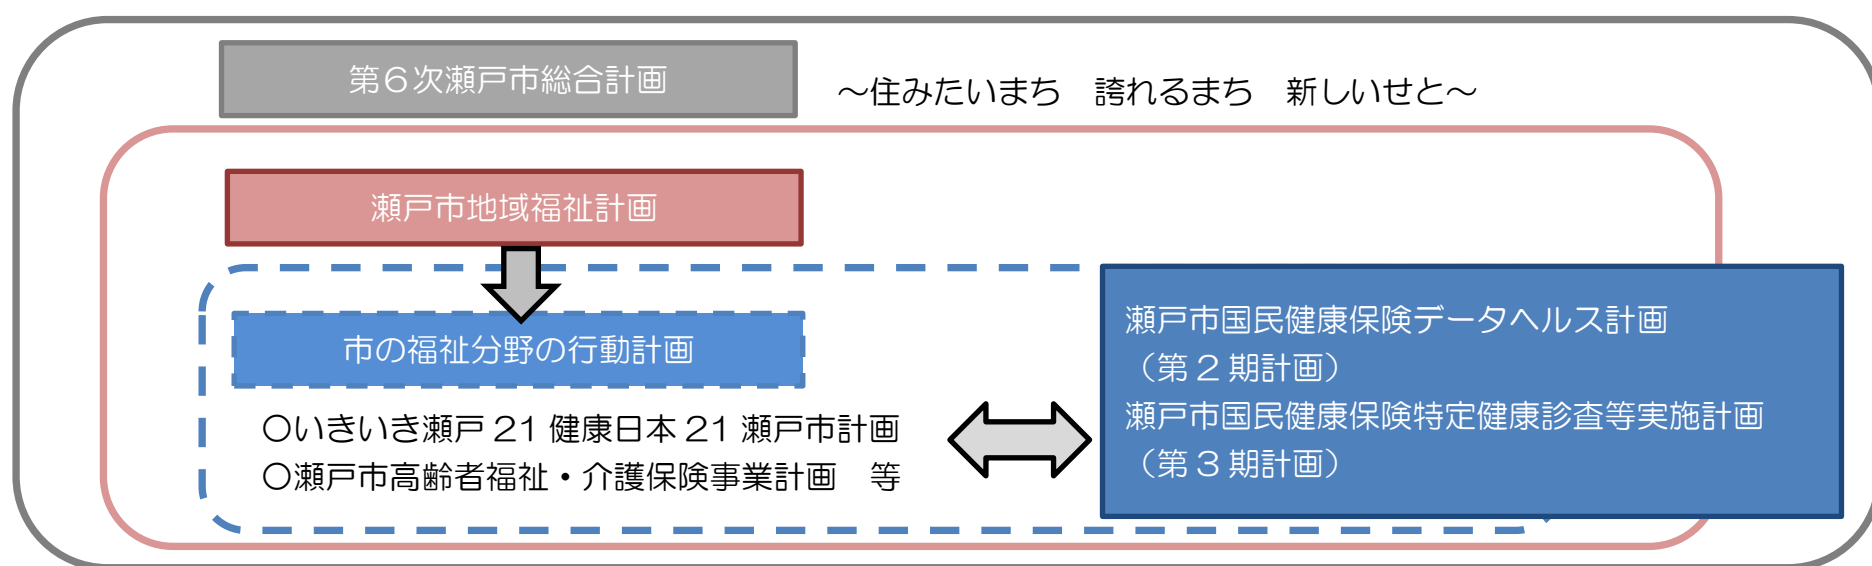 第6次瀬戸市総合計画
～住みたいまち　誇れるまち　新しいせと～
瀬戸市地域福祉計画
市の福祉分野の行動計画
○いきいき瀬戸21健康日本21瀬戸市計画
○瀬戸市高齢者福祉・介護保険事業計画　等
瀬戸市国民健康保険データヘルス計画
（第2期計画）
瀬戸市国民健康保険特定健康診査等実施計画
（第3期計画）